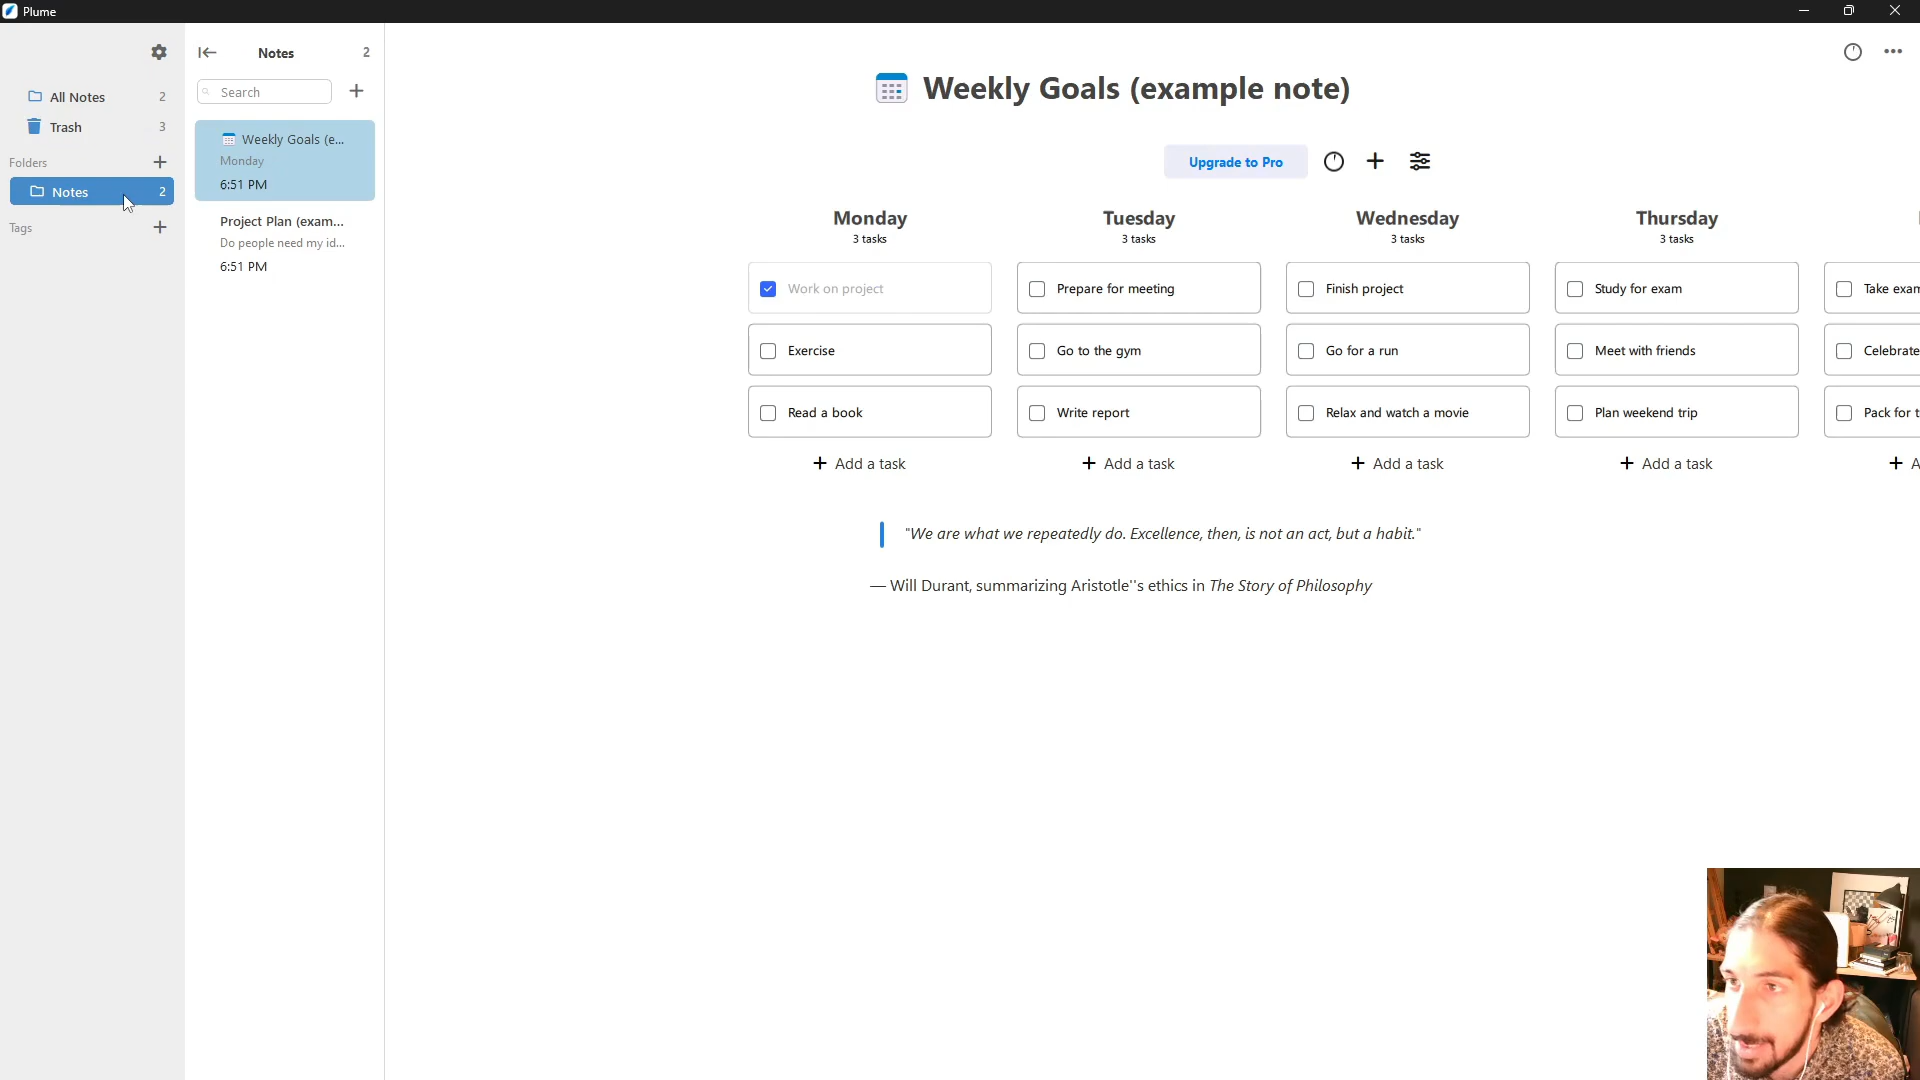 Plume
Notes 2
All Notes 2
Search
Trash 3
Folders
Notes 2
Tags
Weekly Goals (e...
Monday
6:51 PM
Project Plan (exam...
Do people need my id...
6:51 PM
Weekly Goals (example note)
Upgrade to Pro
Monday
3 tasks
Work on project
Exercise
Read a book
Add a task
Tuesday
3 tasks
Prepare for meeting
Go to the gym
Write report
Add a task
Wednesday
3 tasks
Finish project
Go for a run
Relax and watch a movie
Add a task
Thursday
3 tasks
Study for exam
Meet with friends
Plan weekend trip
Add a task
Take exam
Celebrate
Pack for t
A
"We are what we repeatedly do. Excellence, then, is not an act, but a habit."
— Will Durant, summarizing Aristotle''s ethics in The Story of Philosophy